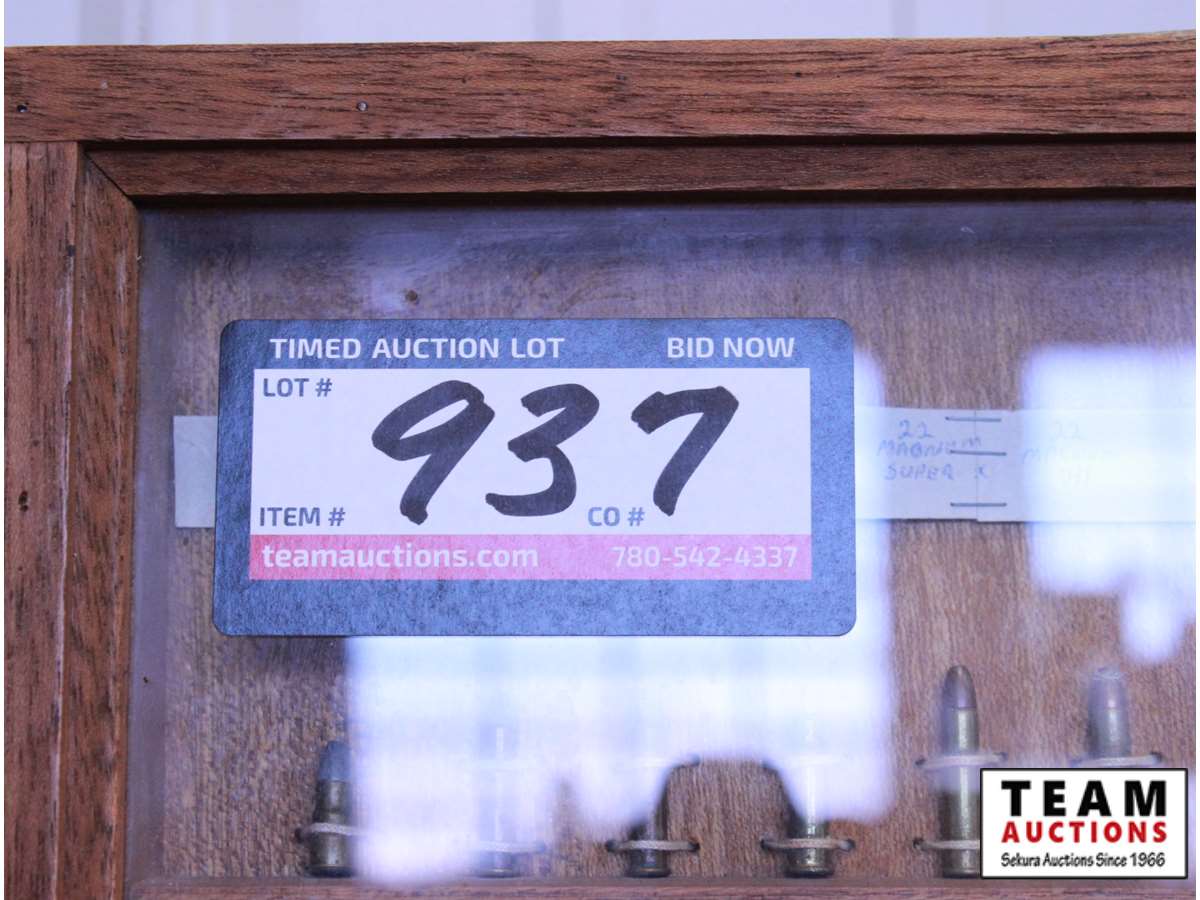 TIMED AUCTION LOT BID NOW
LOT #
937
ITEM # CO #
teamauctions.com 780-542-4337
22
MAGNUM
SUPER X
22
TEAM
AUCTIONS
Sekura Auctions Since 1966